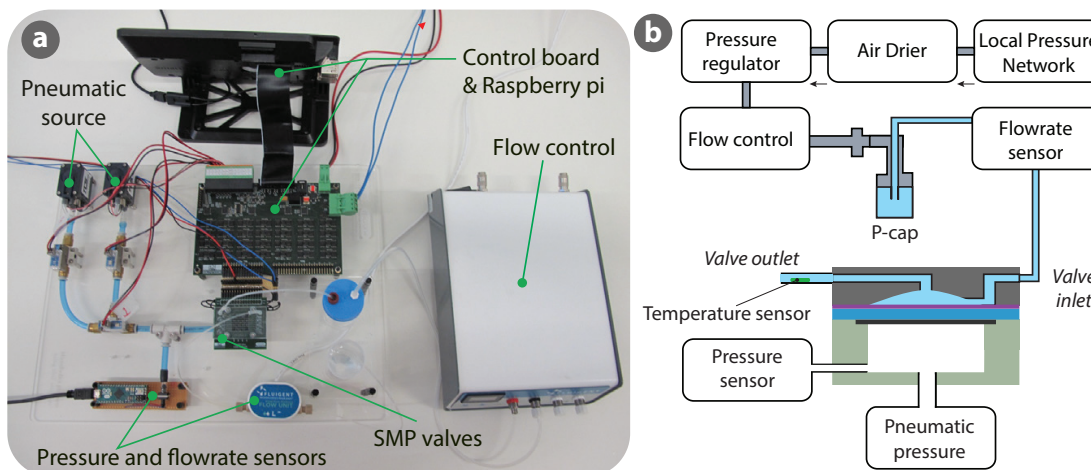 a
Pneumatic
source
Control board
& Raspberry pi
Flow control
SMP valves
Pressure and flowrate sensors
FLUIGENT
FLOW UNIT
L
b
Pressure
regulator
Air Drier
Local Pressure
Network
Flow control
Flowrate
sensor
P-cap
Valve outlet
Valve
inlet
Temperature sensor
Pressure
sensor
Pneumatic
pressure